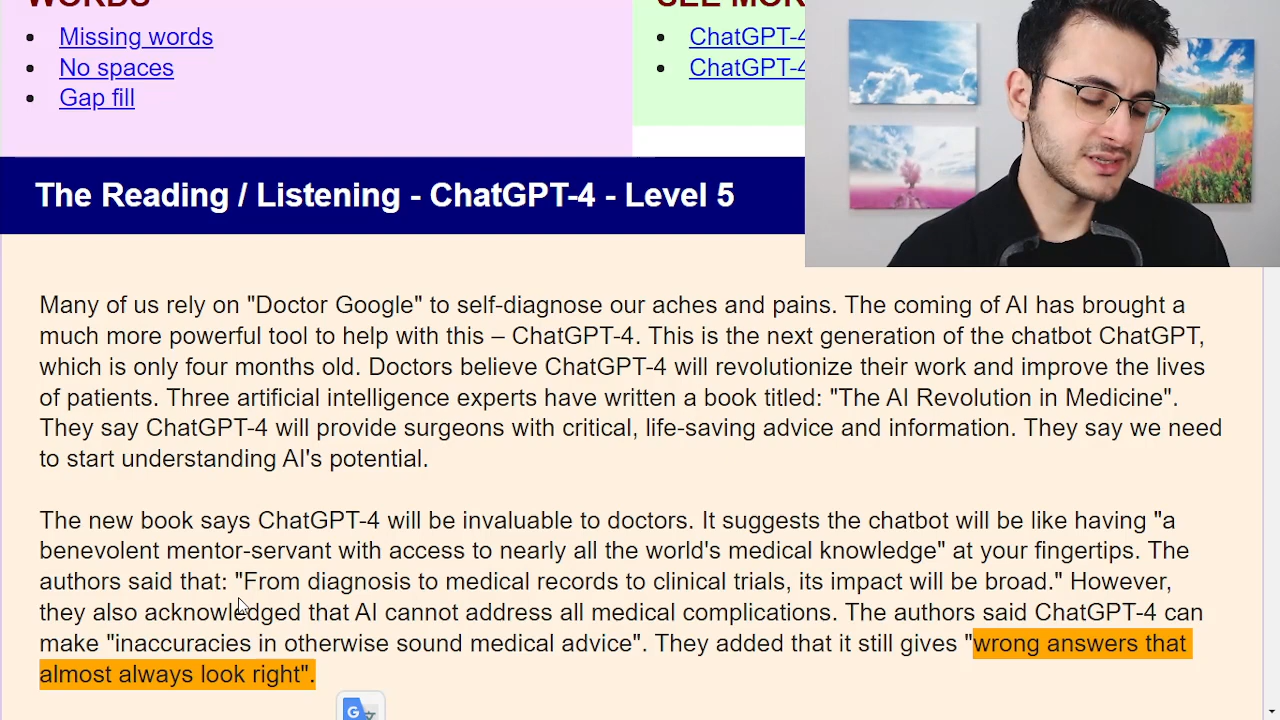 WORDS
SEE MOR
Missing words
No spaces
Gap fill
ChatGPT-4
ChatGPT-4
The Reading / Listening - ChatGPT-4 - Level 5
Many of us rely on "Doctor Google" to self-diagnose our aches and pains. The coming of AI has brought a
much more powerful tool to help with this – ChatGPT-4. This is the next generation of the chatbot ChatGPT,
which is only four months old. Doctors believe ChatGPT-4 will revolutionize their work and improve the lives
of patients. Three artificial intelligence experts have written a book titled: "The AI Revolution in Medicine".
They say ChatGPT-4 will provide surgeons with critical, life-saving advice and information. They say we need
to start understanding AI's potential.
The new book says ChatGPT-4 will be invaluable to doctors. It suggests the chatbot will be like having "a
benevolent mentor-servant with access to nearly all the world's medical knowledge" at your fingertips. The
authors said that: "From diagnosis to medical records to clinical trials, its impact will be broad." However,
they also acknowledged that AI cannot address all medical complications. The authors said ChatGPT-4 can
make "inaccuracies in otherwise sound medical advice". They added that it still gives "wrong answers that
almost always look right".
G